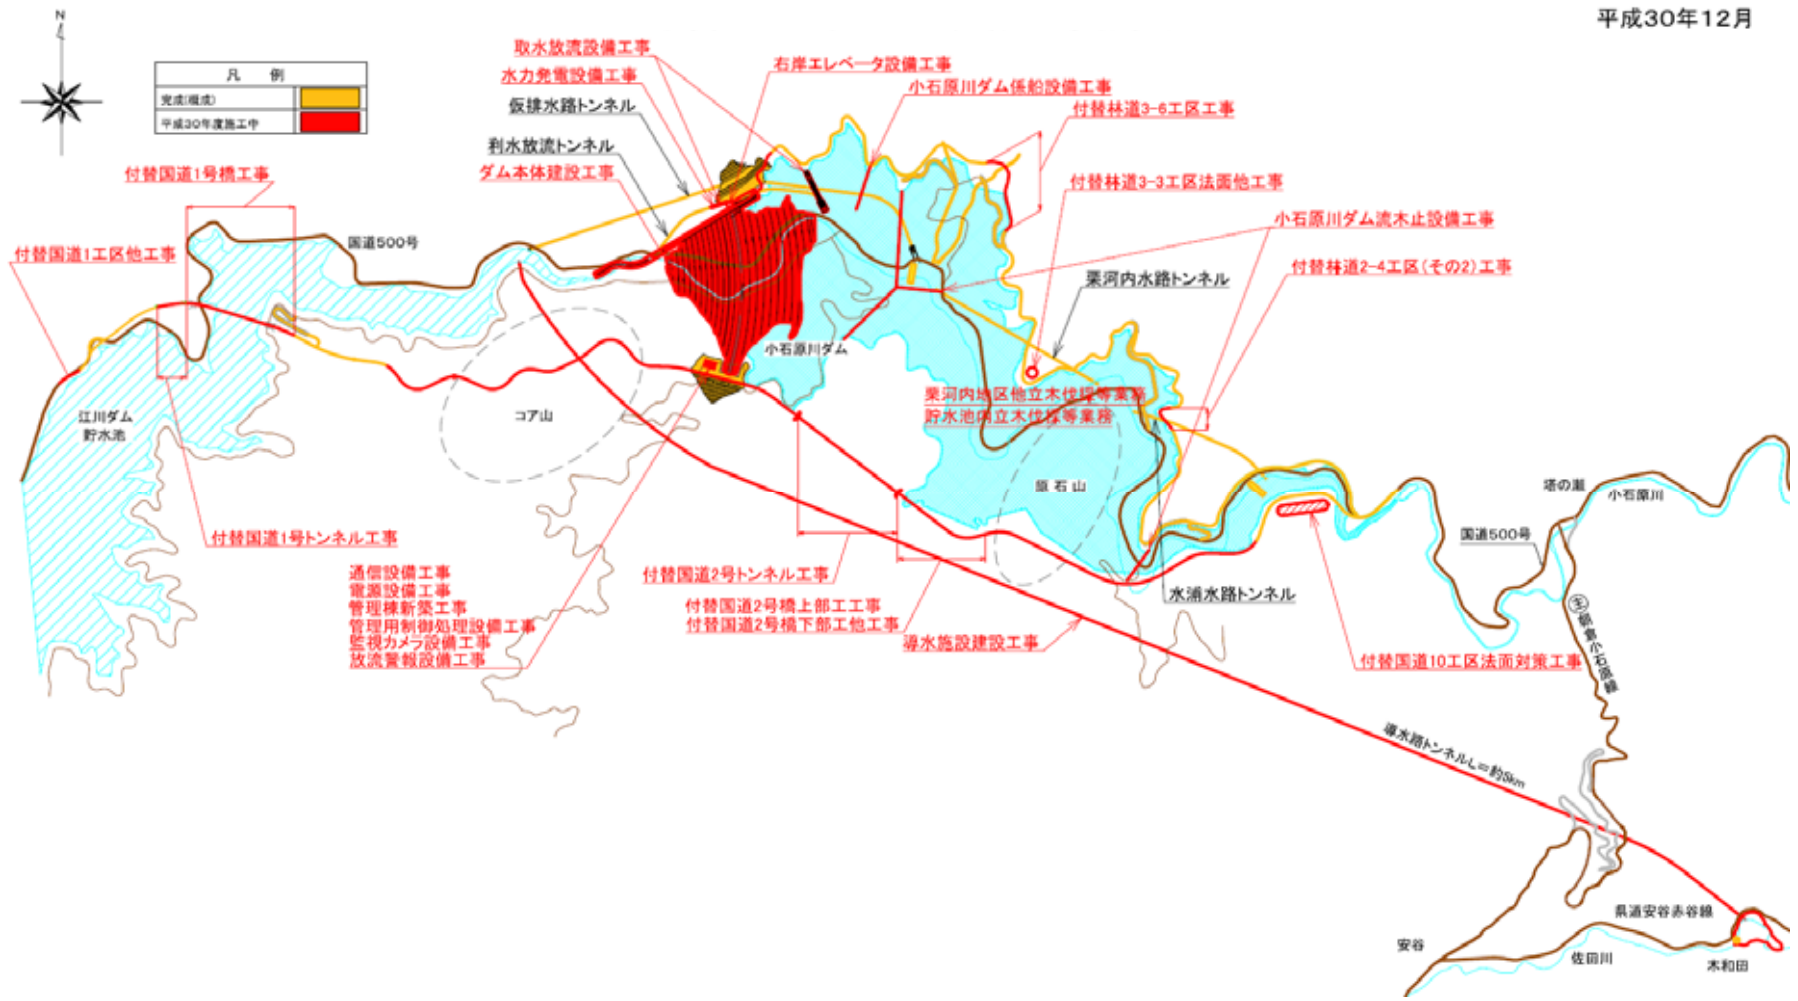 平成30年12月
N
凡　例
完成(概成)
平成30年度施工中
取水放流設備工事
水力発電設備工事
仮排水路トンネル
利水放流トンネル
ダム本体建設工事
右岸エレベータ設備工事
小石原川ダム係船設備工事
付替林道3-6工区工事
付替林道3-3工区法面他工事
小石原川ダム流木止設備工事
付替林道2-4工区(その2)工事
付替国道1号橋工事
付替国道1工区他工事
国道500号
栗河内水路トンネル
小石原川ダム
栗河内地区他立木伐採等業務
貯水池内立木伐採等業務
江川ダム
貯水池
コア山
原石山
塔の瀬
小石原川
国道500号
付替国道1号トンネル工事
通信設備工事
電源設備工事
管理棟新築工事
管理用制御処理設備工事
監視カメラ設備工事
放流警報設備工事
付替国道2号トンネル工事
付替国道2号橋上部工工事
付替国道2号橋下部工他工事
導水施設建設工事
水浦水路トンネル
付替国道10工区法面対策工事
主 朝倉小石原線
導水路トンネルL=約5km
県道安谷赤谷線
安谷
佐田川
木和田